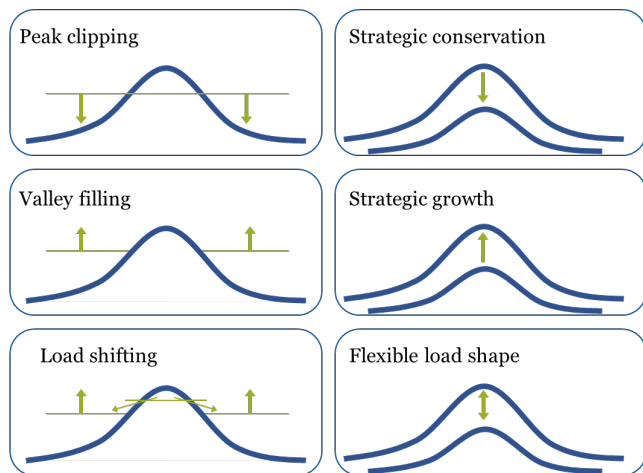 Peak clipping
Strategic conservation
Valley filling
Strategic growth
Load shifting
Flexible load shape